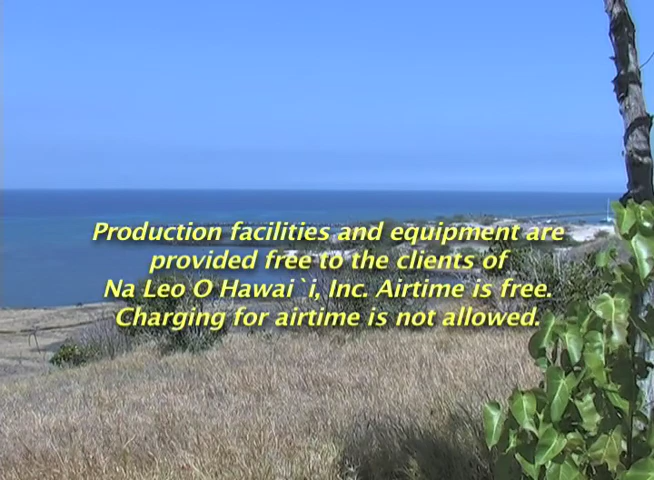 Production facilities and equipment are
provided free to the clients of
Na Leo O Hawai`i, Inc. Airtime is free.
Charging for airtime is not allowed.